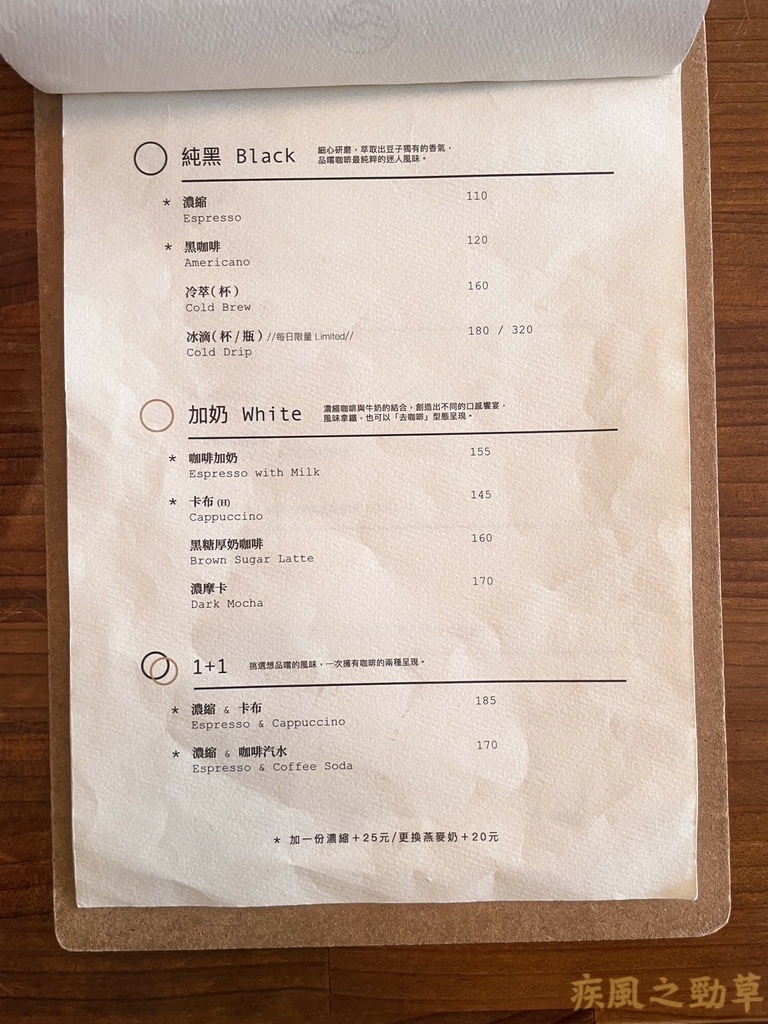 純黑 Black
細心研磨，萃取出豆子獨有的香氣，
品嚐咖啡最純粹的迷人風味。
* 濃縮 110
Espresso
* 黑咖啡 120
Americano
冷萃(杯) 160
Cold Brew
冰滴(杯/瓶) //每日限量 Limited// 180 / 320
Cold Drip
加奶 White
濃縮咖啡與牛奶的結合，創造出不同的口感饗宴，
風味拿鐵，也可以「去咖啡」型態呈現。
* 咖啡加奶 155
Espresso with Milk
* 卡布 (H) 145
Cappuccino
黑糖厚奶咖啡 160
Brown Sugar Latte
濃摩卡 170
Dark Mocha
1+1 挑選想品嚐的風味，一次擁有咖啡的兩種呈現。
* 濃縮 & 卡布 185
Espresso & Cappuccino
* 濃縮 & 咖啡汽水 170
Espresso & Coffee Soda
* 加一份濃縮＋25元/更換燕麥奶＋20元
疾風之勁草